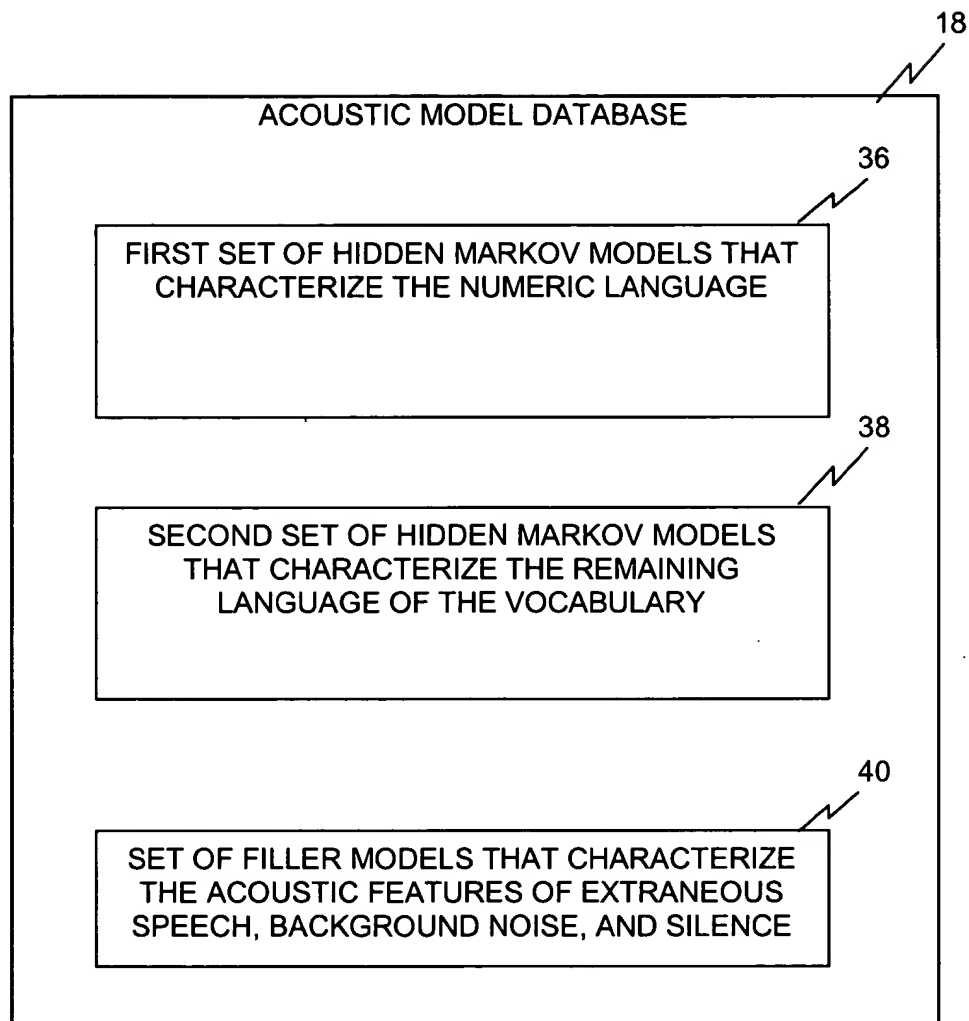 18
ACOUSTIC MODEL DATABASE
36
FIRST SET OF HIDDEN MARKOV MODELS THAT
CHARACTERIZE THE NUMERIC LANGUAGE
38
SECOND SET OF HIDDEN MARKOV MODELS
THAT CHARACTERIZE THE REMAINING
LANGUAGE OF THE VOCABULARY
40
SET OF FILLER MODELS THAT CHARACTERIZE
THE ACOUSTIC FEATURES OF EXTRANEOUS
SPEECH, BACKGROUND NOISE, AND SILENCE